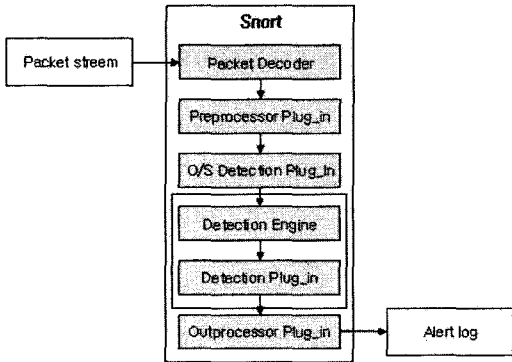 Snort
Packet streem
Packet Decoder
Preprocessor Plug_in
O/S Detection Plug_In
Detection Engine
Detection Plug_in
Outprocessor Plug_in
Alert log